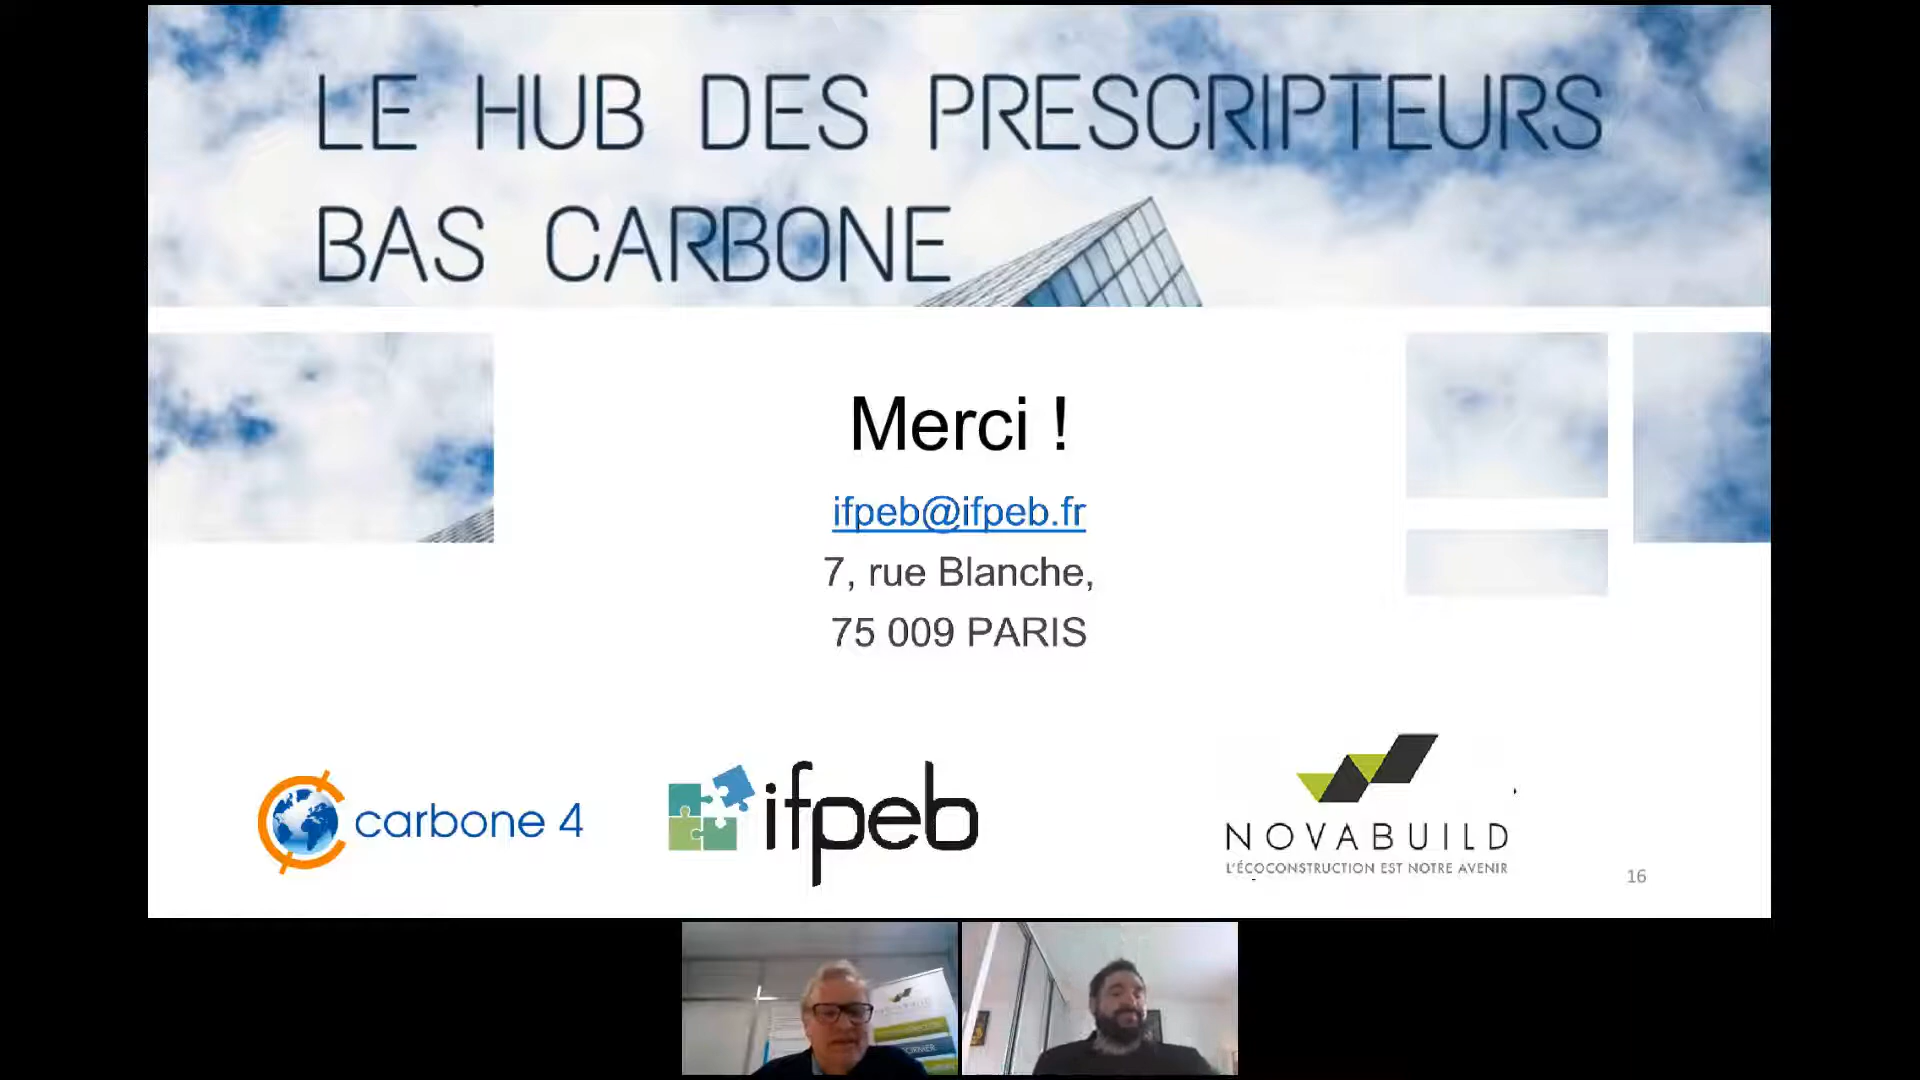 LE HUB DES PRESCRIPTEURS
BAS CARBONE
Merci !
ifpeb@ifpeb.fr
7, rue Blanche,
75 009 PARIS
carbone 4
ifpeb
NOVABUILD
L'ÉCOCONSTRUCTION EST NOTRE AVENIR
16